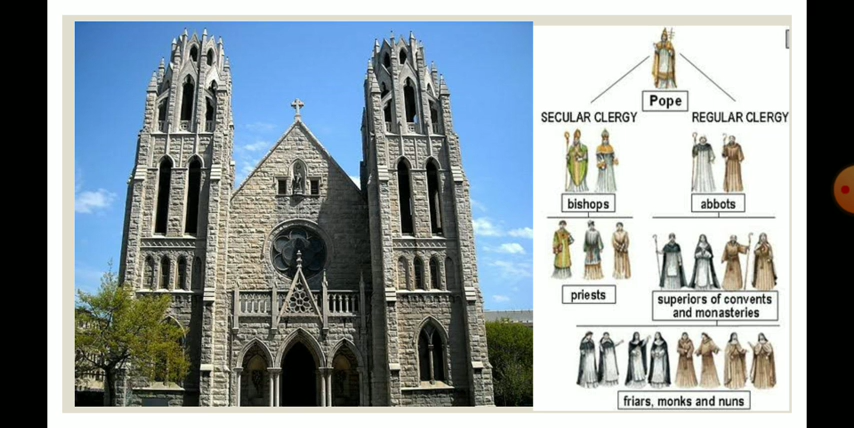 Pope
SECULAR CLERGY
REGULAR CLERGY
bishops
abbots
priests
superiors of convents
and monasteries
friars, monks and nuns